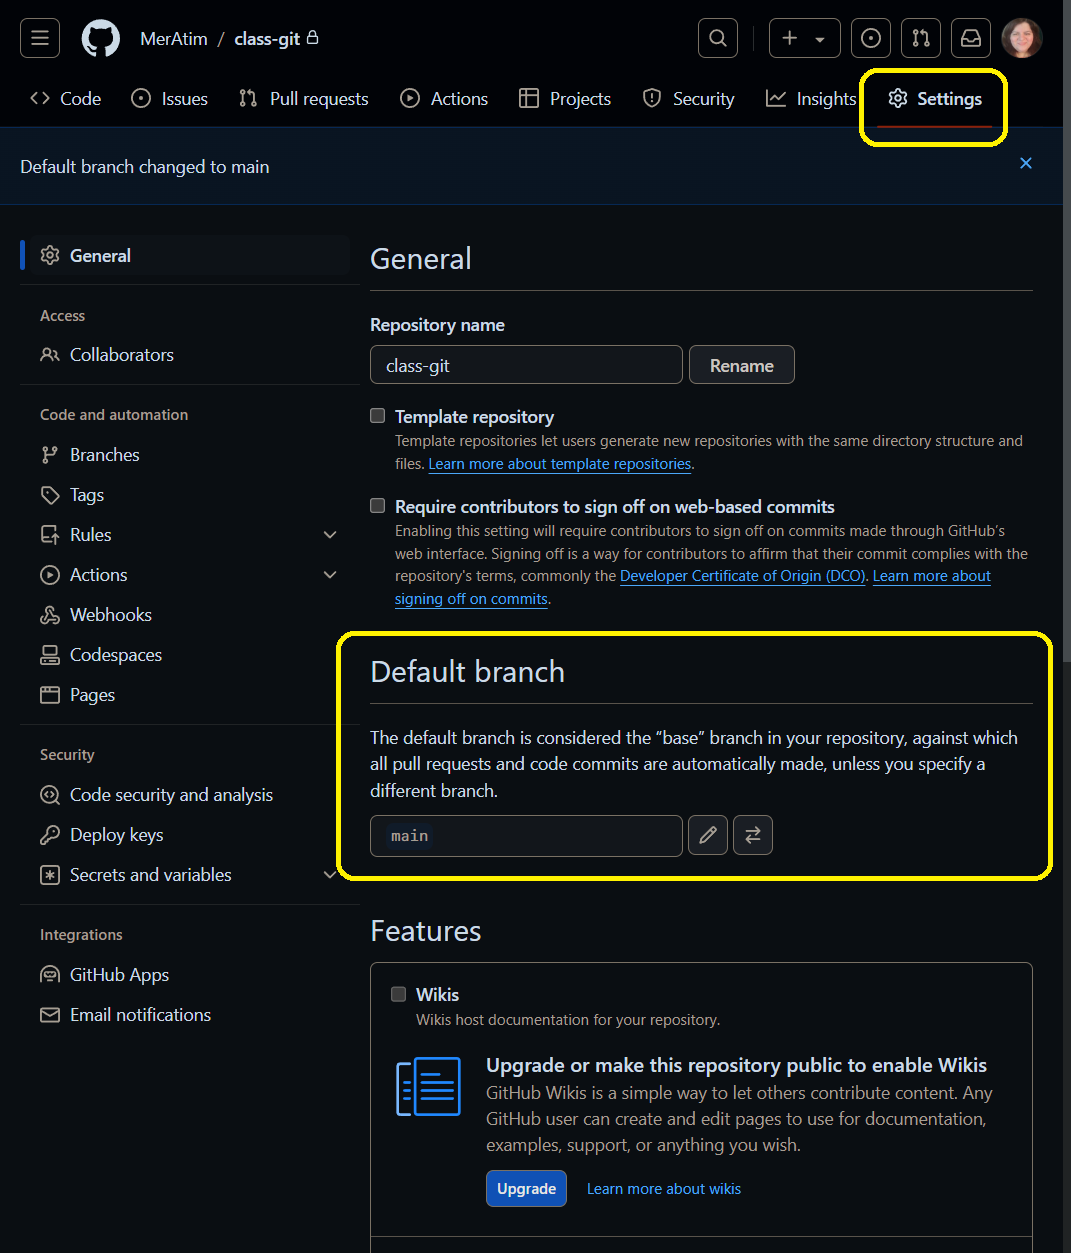 MerAtim / class-git
Code Issues Pull requests Actions Projects Security Insights Settings
Default branch changed to main
General
Access
Collaborators
Code and automation
Branches
Tags
Rules
Actions
Webhooks
Codespaces
Pages
Security
Code security and analysis
Deploy keys
Secrets and variables
Integrations
GitHub Apps
Email notifications
General
Repository name
class-git Rename
Template repository
Template repositories let users generate new repositories with the same directory structure and
files. Learn more about template repositories.
Require contributors to sign off on web-based commits
Enabling this setting will require contributors to sign off on commits made through GitHub's
web interface. Signing off is a way for contributors to affirm that their commit complies with the
repository's terms, commonly the Developer Certificate of Origin (DCO). Learn more about
signing off on commits.
Default branch
The default branch is considered the “base” branch in your repository, against which
all pull requests and code commits are automatically made, unless you specify a
different branch.
main
Features
Wikis
Wikis host documentation for your repository.
Upgrade or make this repository public to enable Wikis
GitHub Wikis is a simple way to let others contribute content. Any
GitHub user can create and edit pages to use for documentation,
examples, support, or anything you wish.
Upgrade Learn more about wikis